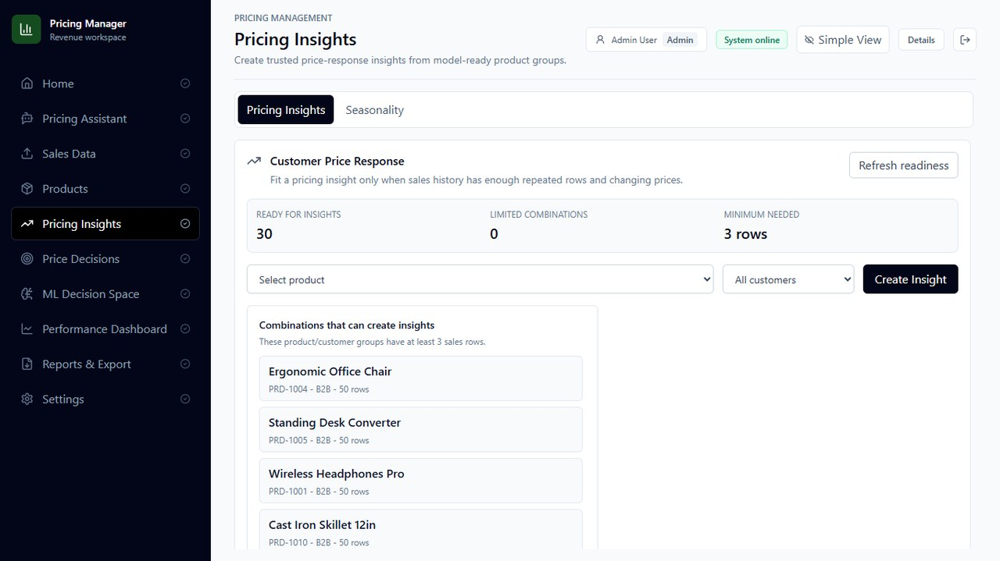 Pricing Manager
Revenue workspace
Home
Pricing Assistant
Sales Data
Products
Pricing Insights
Price Decisions
ML Decision Space
Performance Dashboard
Reports & Export
Settings
PRICING MANAGEMENT
Pricing Insights
Create trusted price-response insights from model-ready product groups.
Admin User Admin
System online
Simple View
Details
Pricing Insights Seasonality
Customer Price Response
Fit a pricing insight only when sales history has enough repeated rows and changing prices.
Refresh readiness
READY FOR INSIGHTS
30
LIMITED COMBINATIONS
0
MINIMUM NEEDED
3 rows
Select product
All customers
Create Insight
Combinations that can create insights
These product/customer groups have at least 3 sales rows.
Ergonomic Office Chair
PRD-1004 - B2B - 50 rows
Standing Desk Converter
PRD-1005 - B2B - 50 rows
Wireless Headphones Pro
PRD-1001 - B2B - 50 rows
Cast Iron Skillet 12in
PRD-1010 - B2B - 50 rows